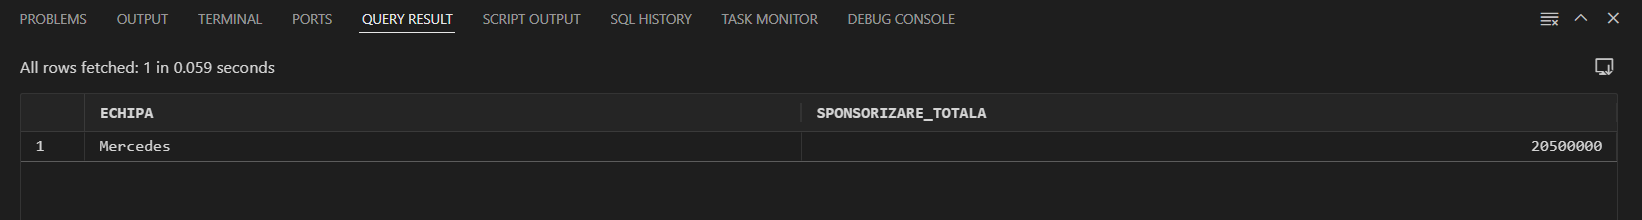 PROBLEMS OUTPUT TERMINAL PORTS QUERY RESULT SCRIPT OUTPUT SQL HISTORY TASK MONITOR DEBUG CONSOLE
All rows fetched: 1 in 0.059 seconds
ECHIPA SPONSORIZARE_TOTALA
1 Mercedes 20500000